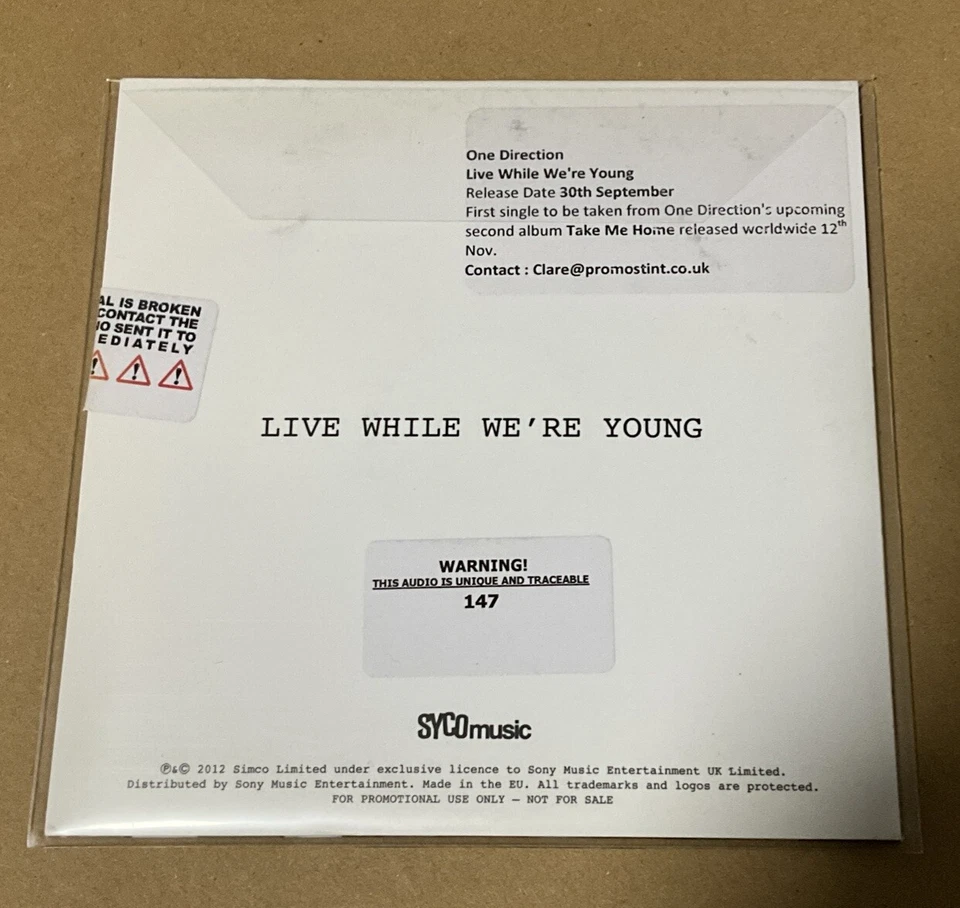 One Direction
Live While We're Young
Release Date 30th September
First single to be taken from One Direction's upcoming
second album Take Me Home released worldwide 12th
Nov.
Contact : Clare@promostint.co.uk
AL IS BROKEN
CONTACT THE
IO SENT IT TO
EDIATELY
LIVE WHILE WE'RE YOUNG
WARNING!
THIS AUDIO IS UNIQUE AND TRACEABLE
147
SYCOmusic
℗&© 2012 Simco Limited under exclusive licence to Sony Music Entertainment UK Limited.
Distributed by Sony Music Entertainment. Made in the EU. All trademarks and logos are protected.
FOR PROMOTIONAL USE ONLY – NOT FOR SALE